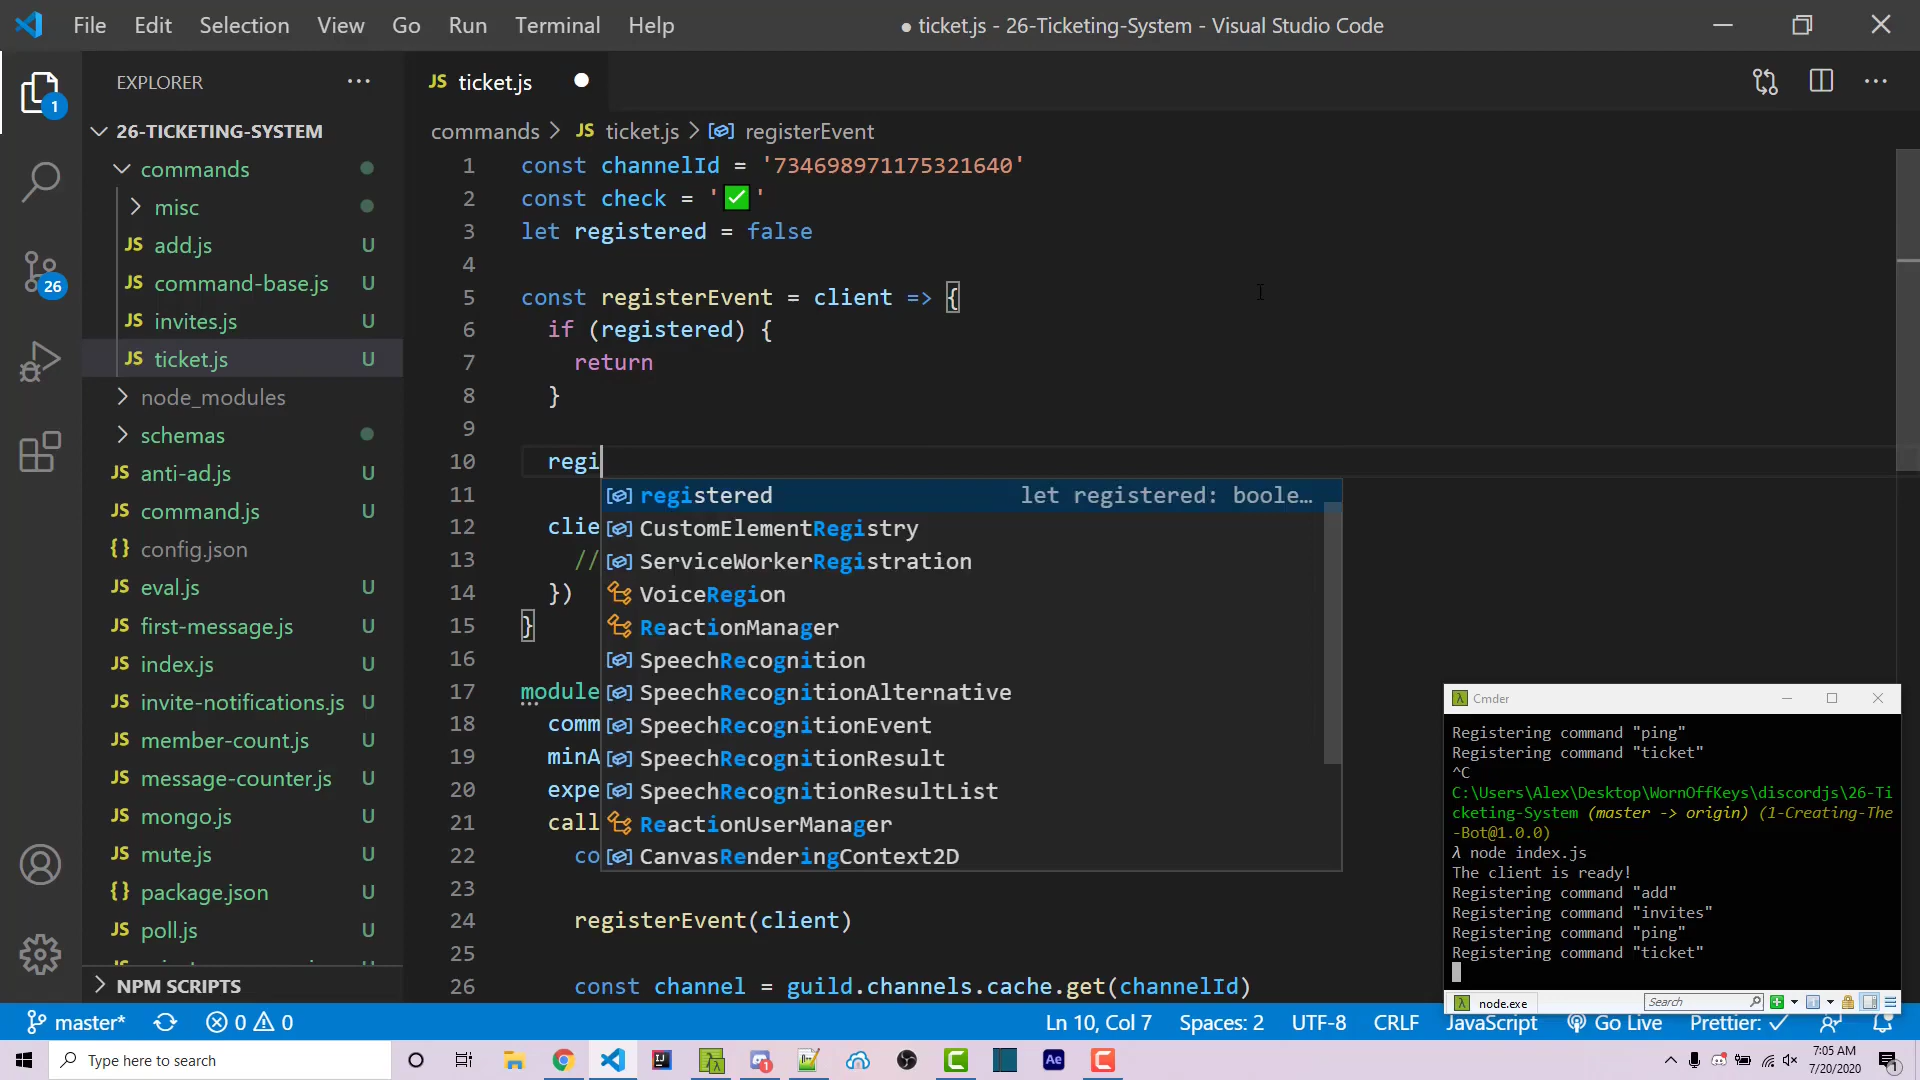 File Edit Selection View Go Run Terminal Help
● ticket.js - 26-Ticketing-System - Visual Studio Code
EXPLORER
26-TICKETING-SYSTEM
commands
misc
JS add.js U
JS command-base.js U
JS invites.js U
JS ticket.js U
node_modules
schemas
JS anti-ad.js U
JS command.js U
{} config.json
JS eval.js U
JS first-message.js U
JS index.js U
JS invite-notifications.js U
JS member-count.js U
JS message-counter.js U
JS mongo.js U
JS mute.js U
{} package.json U
JS poll.js U
NPM SCRIPTS
1
26
JS ticket.js
commands > JS ticket.js > registerEvent
1 const channelId = '734698971175321640'
2 const check = '✅'
3 let registered = false
4
5 const registerEvent = client => {
6 if (registered) {
7 return
8 }
9
10 regi
11
12 clie
13 //
14 })
15 }
16
17 module
18 comm
19 minA
20 expe
21 call
22 co
23
24 registerEvent(client)
25
26 const channel = guild.channels.cache.get(channelId)
registered let registered: boole…
CustomElementRegistry
ServiceWorkerRegistration
VoiceRegion
ReactionManager
SpeechRecognition
SpeechRecognitionAlternative
SpeechRecognitionEvent
SpeechRecognitionResult
SpeechRecognitionResultList
ReactionUserManager
CanvasRenderingContext2D
Cmder
Registering command "ping"
Registering command "ticket"
^C
C:\Users\Alex\Desktop\WornOffKeys\discordjs\26-Ti
cketing-System (master -> origin) (1-Creating-The
-Bot@1.0.0)
λ node index.js
The client is ready!
Registering command "add"
Registering command "invites"
Registering command "ping"
Registering command "ticket"
node.exe Search
master* 0 0 Ln 10, Col 7 Spaces: 2 UTF-8 CRLF JavaScript Go Live Prettier: ✓
Type here to search
7:05 AM
7/20/2020